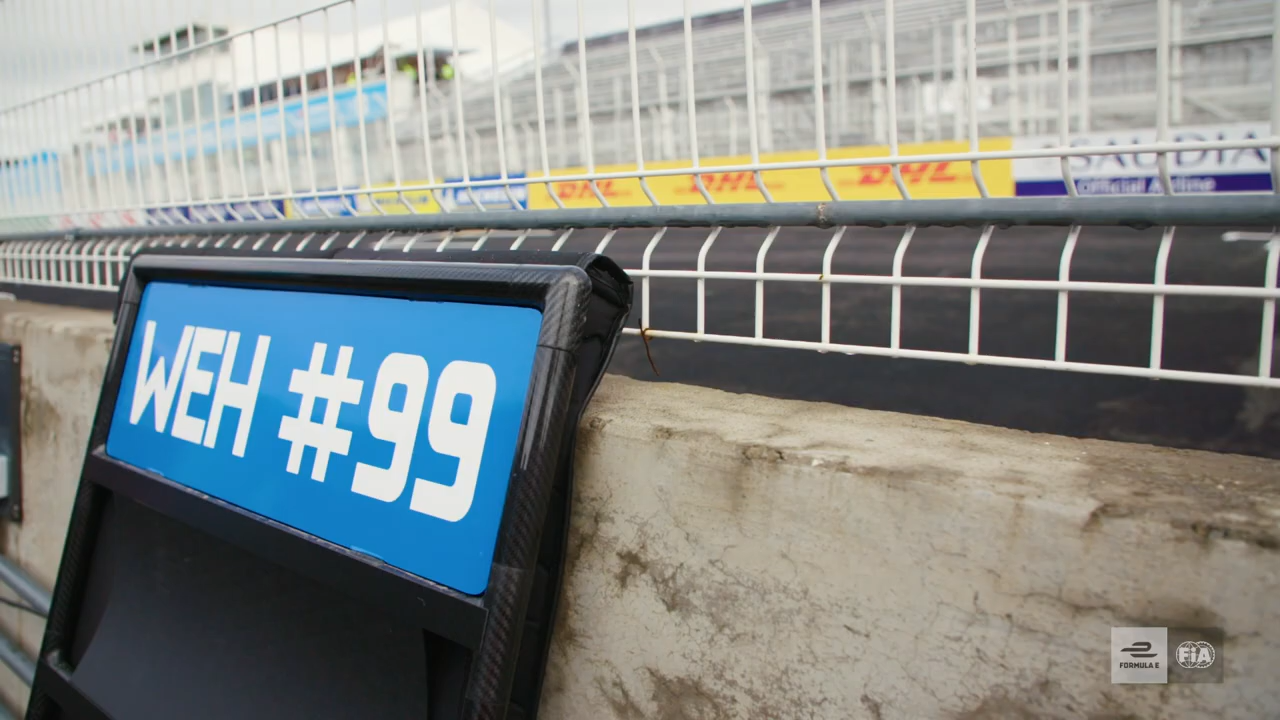 WEH #99
DHL
DHL
DHL
SAUDIA
Official Airline
FORMULA E
FIA